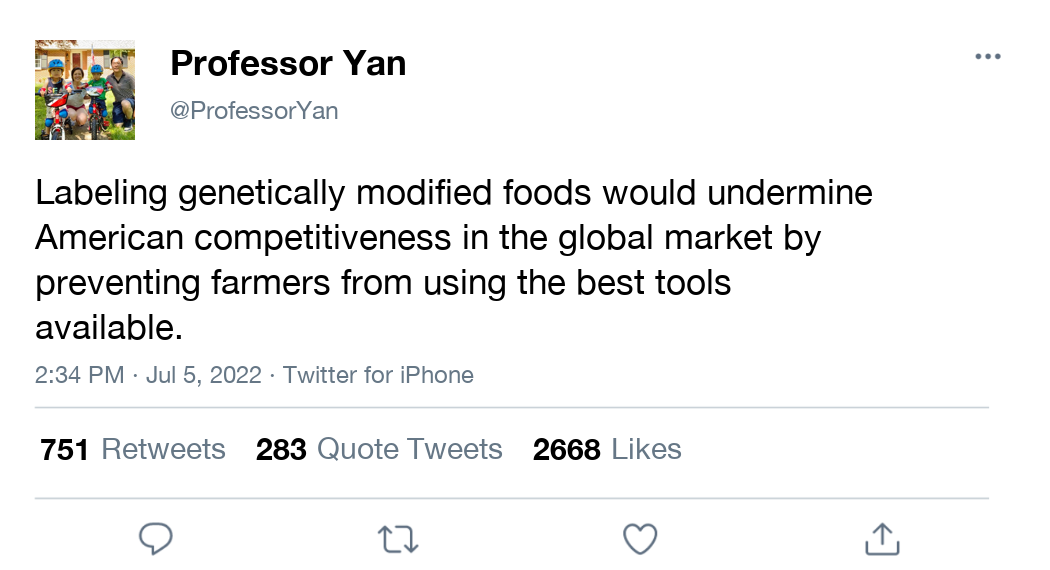 Professor Yan
@ProfessorYan
Labeling genetically modified foods would undermine
American competitiveness in the global market by
preventing farmers from using the best tools
available.
2:34 PM · Jul 5, 2022 · Twitter for iPhone
751 Retweets 283 Quote Tweets 2668 Likes